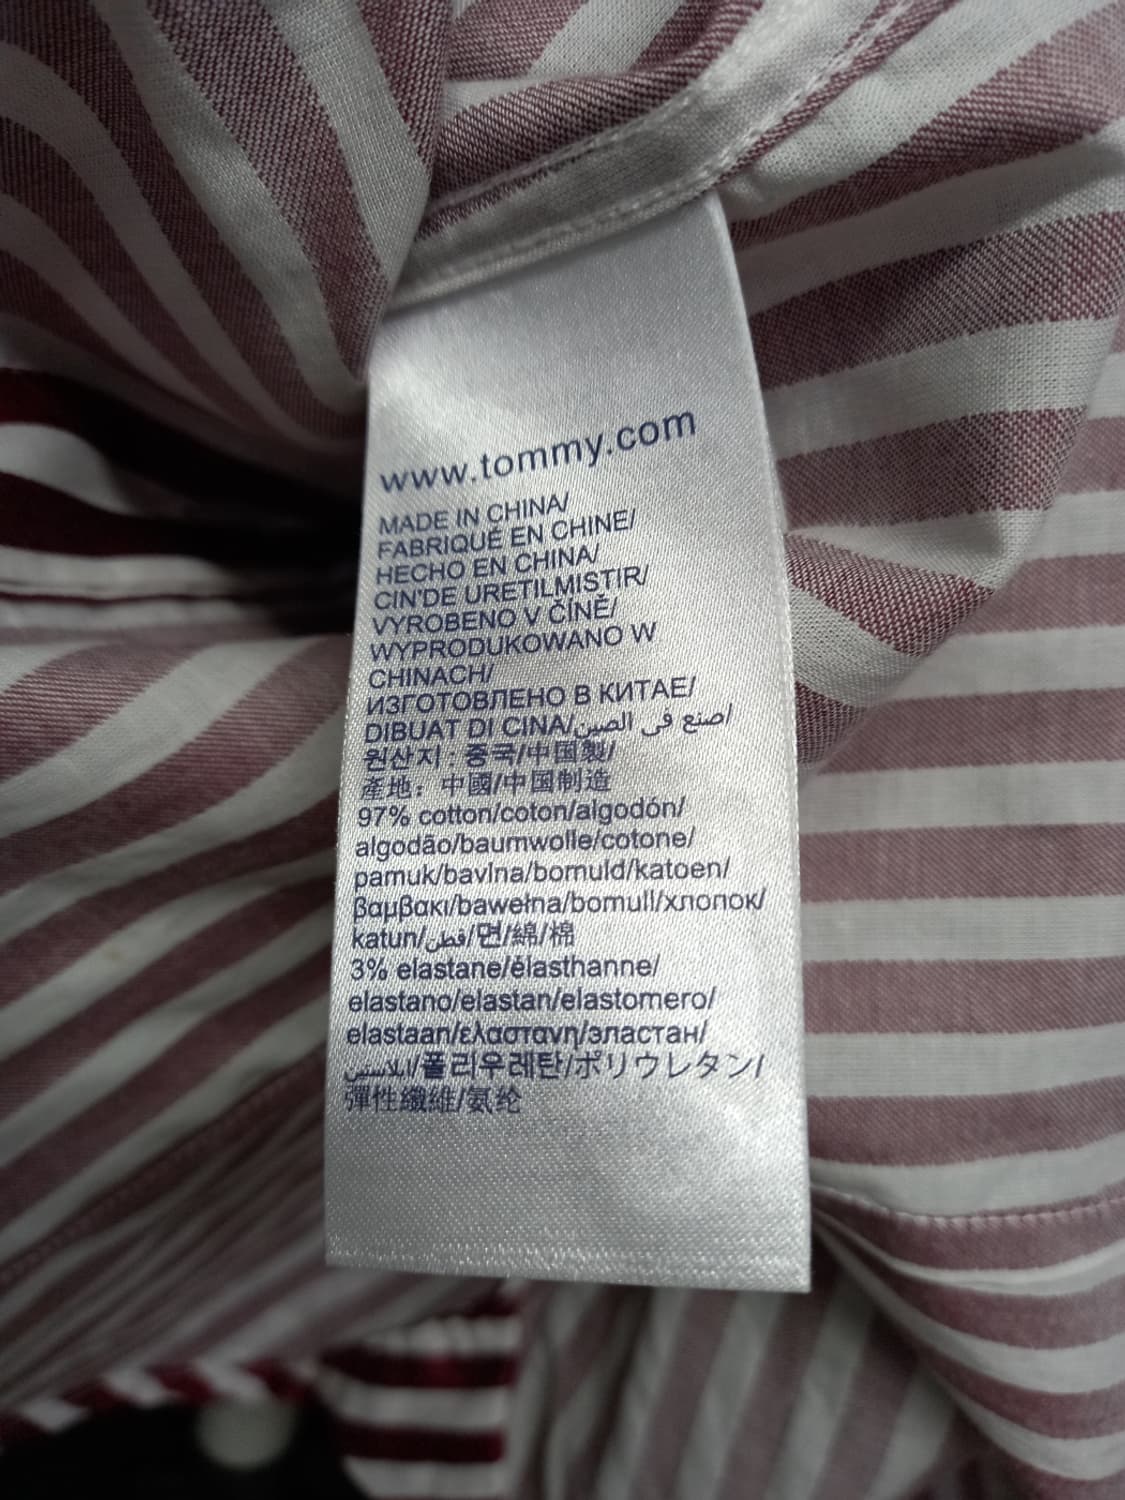 www.tommy.com
MADE IN CHINA/
FABRIQUÉ EN CHINE/
HECHO EN CHINA/
CIN'DE URETILMISTIR/
VYROBENO V ČÍNĚ/
WYPRODUKOWANO W
CHINACH/
ИЗГОТОВЛЕНО В КИТАЕ/
DIBUAT DI CINA/صنع في الصين/
원산지 : 중국/中国製/
產地：中國/中国制造
97% cotton/coton/algodón/
algodão/baumwolle/cotone/
pamuk/bavlna/bomuld/katoen/
βαμβακι/bawełna/bomull/хлопок/
katun/قطن/면/綿/棉
3% elastane/élasthanne/
elastano/elastan/elastomero/
elastaan/ελαστανη/эластан/
ايلاستين/폴리우레탄/ポリウレタン/
彈性纖維/氨纶